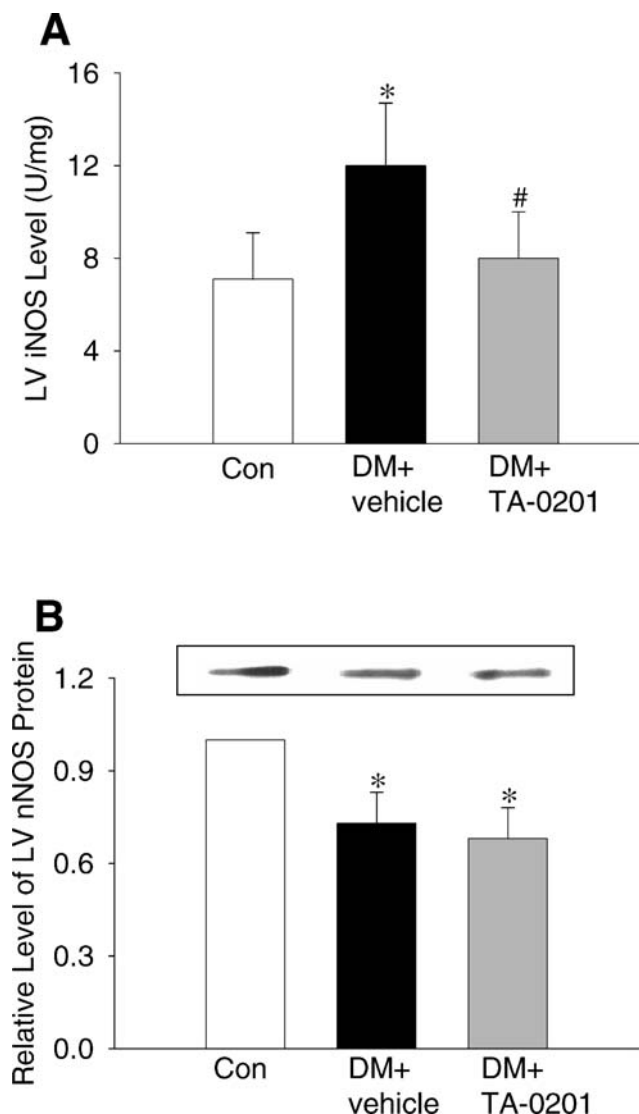 A
LV iNOS Level (U/mg)
16
12
8
4
0
*
#
Con
DM+
vehicle
DM+
TA-0201
B
Relative Level of LV nNOS Protein
1.2
0.9
0.6
0.3
0.0
*
*
Con
DM+
vehicle
DM+
TA-0201